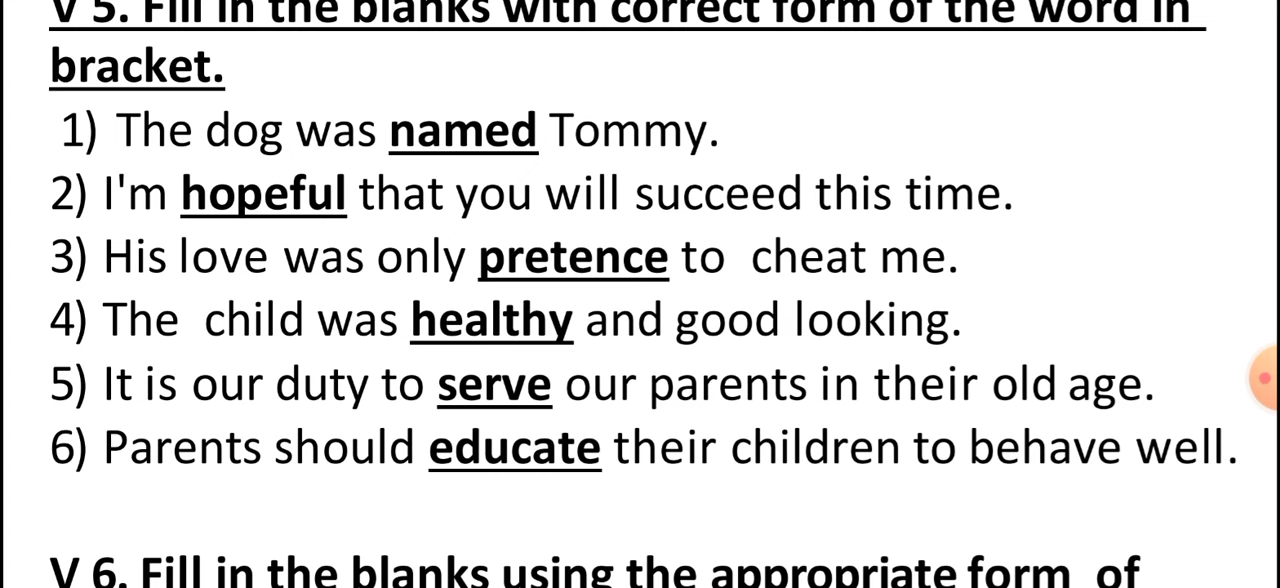 V 5. Fill in the blanks with correct form of the word in
bracket.
1) The dog was named Tommy.
2) I'm hopeful that you will succeed this time.
3) His love was only pretence to cheat me.
4) The child was healthy and good looking.
5) It is our duty to serve our parents in their old age.
6) Parents should educate their children to behave well.
V 6. Fill in the blanks using the appropriate form of